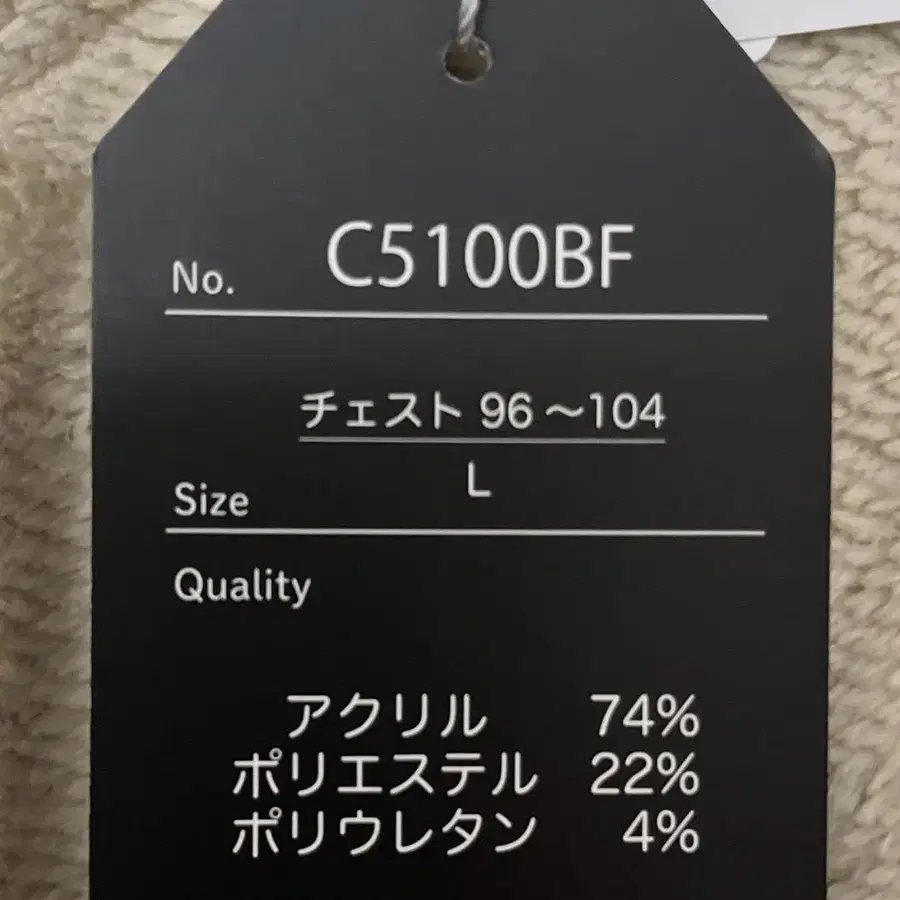 No. C5100BF
チェスト 96～104
L
Size
Quality
アクリル 74%
ポリエステル 22%
ポリウレタン 4%